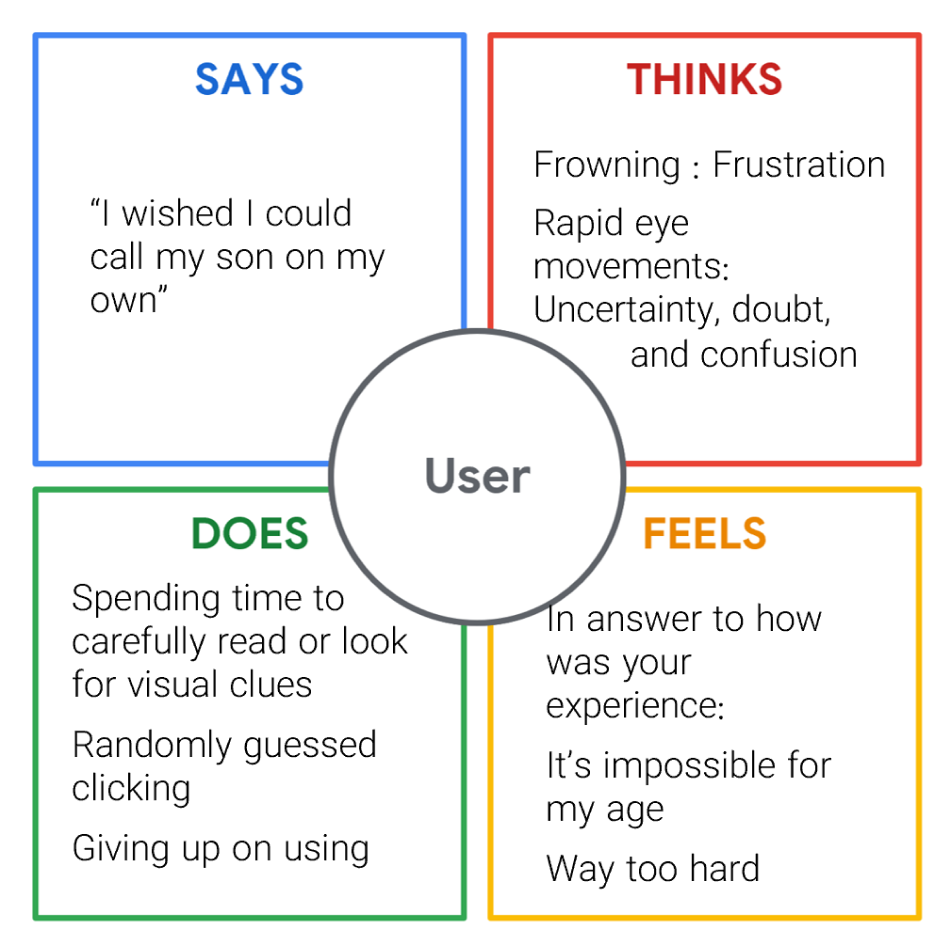 SAYS
“I wished I could
call my son on my
own”
THINKS
Frowning : Frustration
Rapid eye
movements:
Uncertainty, doubt,
and confusion
User
DOES
Spending time to
carefully read or look
for visual clues
Randomly guessed
clicking
Giving up on using
FEELS
In answer to how
was your
experience:
It’s impossible for
my age
Way too hard